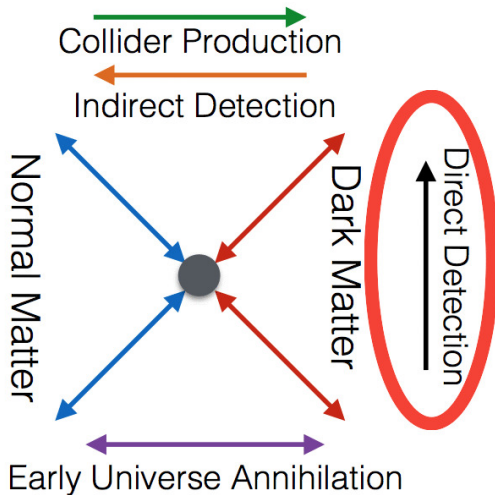 Collider Production
Indirect Detection
Normal Matter
Dark Matter
Direct Detection
Early Universe Annihilation